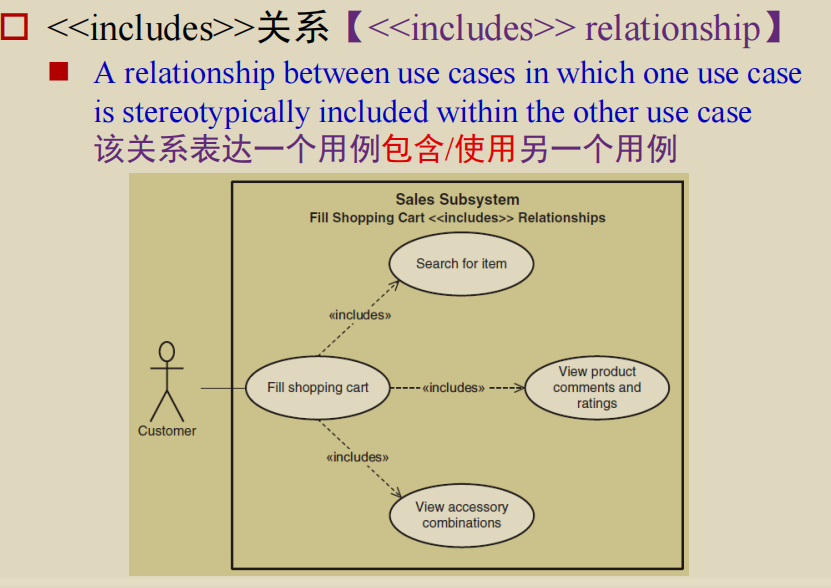 <<includes>>关系【<<includes>> relationship】
A relationship between use cases in which one use case
is stereotypically included within the other use case
该关系表达一个用例包含/使用另一个用例
Sales Subsystem
Fill Shopping Cart <<includes>> Relationships
Search for item
«includes»
Fill shopping cart
«includes»
View product
comments and
ratings
Customer
«includes»
View accessory
combinations